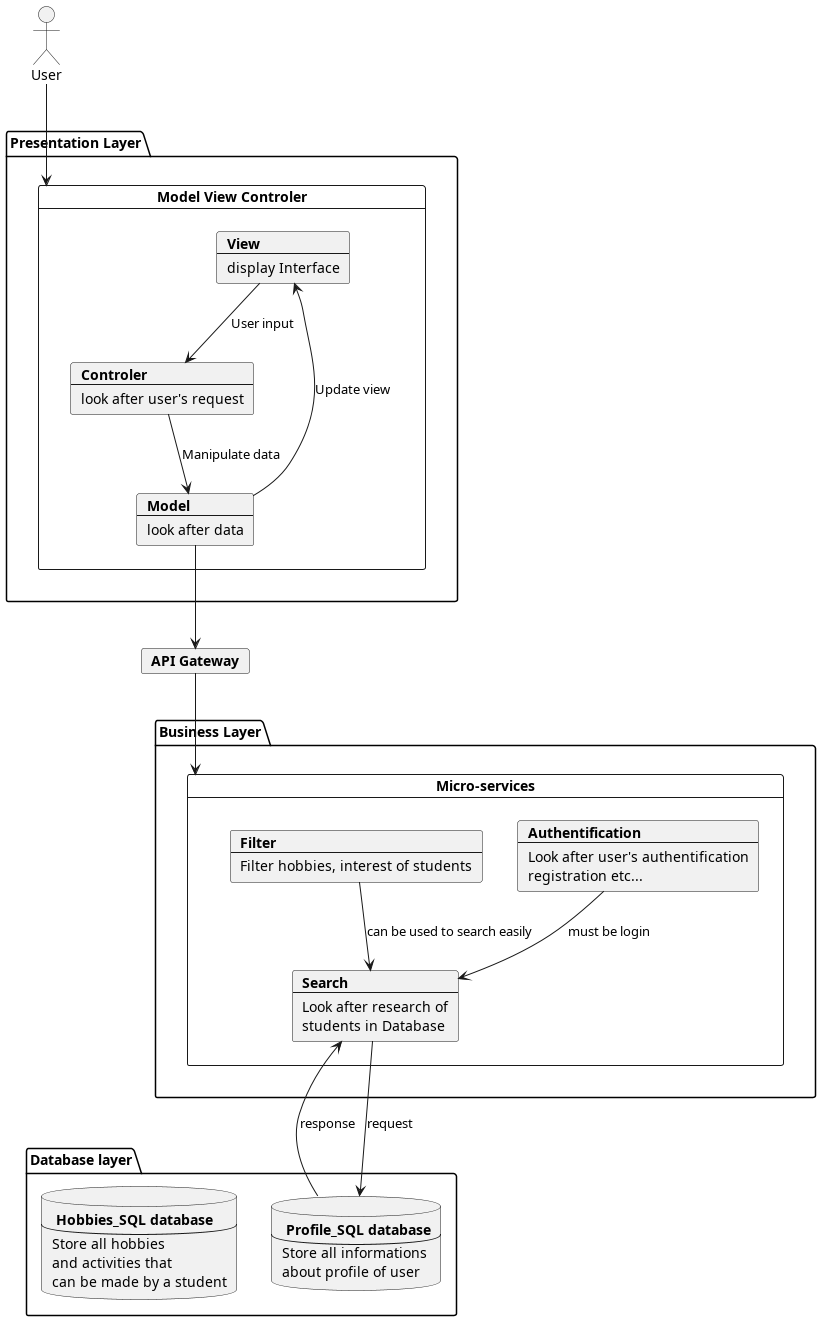 User
Presentation Layer
Model View Controler
View
display Interface
User input
Controler
look after user's request
Update view
Manipulate data
Model
look after data
API Gateway
Business Layer
Micro-services
Filter
Filter hobbies, interest of students
Authentification
Look after user's authentification
registration etc...
can be used to search easily
must be login
Search
Look after research of
students in Database
response
request
Database layer
Hobbies_SQL database
Store all hobbies
and activities that
can be made by a student
Profile_SQL database
Store all informations
about profile of user